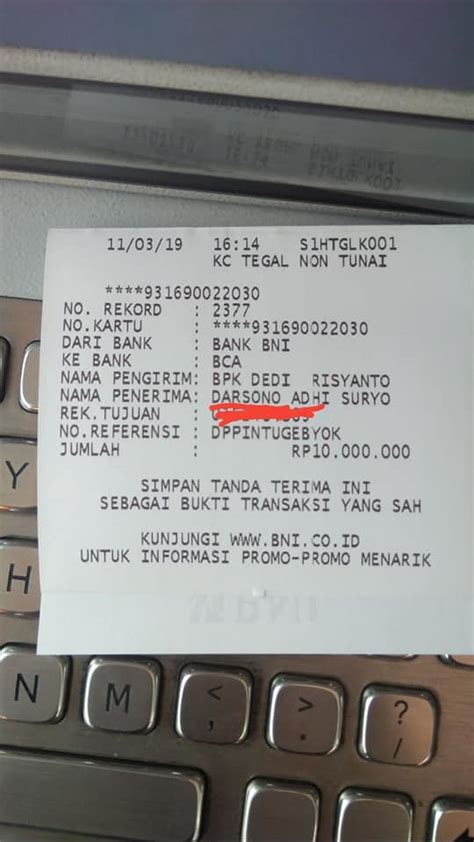 11/03/19 16:14 S1HTGLK001
KC TEGAL NON TUNAI
****931690022030
NO. REKORD : 2377
NO.KARTU : ****931690022030
DARI BANK : BANK BNI
KE BANK : BCA
NAMA PENGIRIM: BPK DEDI RISYANTO
NAMA PENERIMA: DARSONO ADHI SURYO
REK.TUJUAN :
NO.REFERENSI : DPPINTUGEBYOK
JUMLAH : RP10.000.000
SIMPAN TANDA TERIMA INI
SEBAGAI BUKTI TRANSAKSI YANG SAH
KUNJUNGI WWW.BNI.CO.ID
UNTUK INFORMASI PROMO-PROMO MENARIK
Y
H
N
M
<
,
>
.
?
/